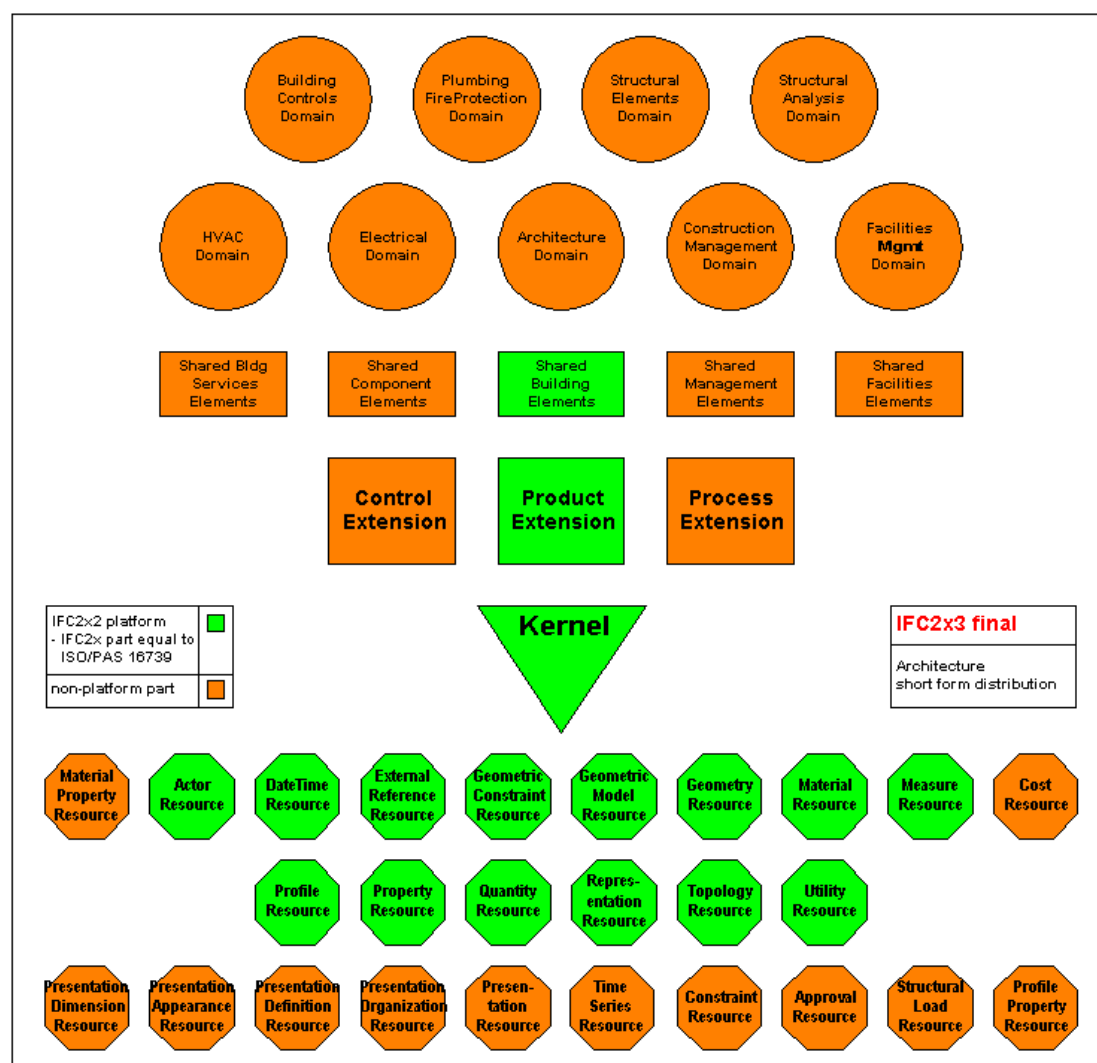 Building
Controls
Domain
Plumbing
FireProtection
Domain
Structural
Elements
Domain
Structural
Analysis
Domain
HVAC
Domain
Electrical
Domain
Architecture
Domain
Construction
Management
Domain
Facilities
Mgmt
Domain
Shared Bldg
Services
Elements
Shared
Component
Elements
Shared
Building
Elements
Shared
Management
Elements
Shared
Facilities
Elements
Control
Extension
Product
Extension
Process
Extension
IFC2x2 platform
- IFC2x part equal to
ISO/PAS 16739
non-platform part
Kernel
IFC2x3 final
Architecture
short form distribution
Material
Property
Resource
Actor
Resource
DateTime
Resource
External
Reference
Resource
Geometric
Constraint
Resource
Geometric
Model
Resource
Geometry
Resource
Material
Resource
Measure
Resource
Cost
Resource
Profile
Resource
Property
Resource
Quantity
Resource
Repres-
entation
Resource
Topology
Resource
Utility
Resource
Presentation
Dimension
Resource
Presentation
Appearance
Resource
Presentation
Definition
Resource
Presentation
Organization
Resource
Presen-
tation
Resource
Time
Series
Resource
Constraint
Resource
Approval
Resource
Structural
Load
Resource
Profile
Property
Resource